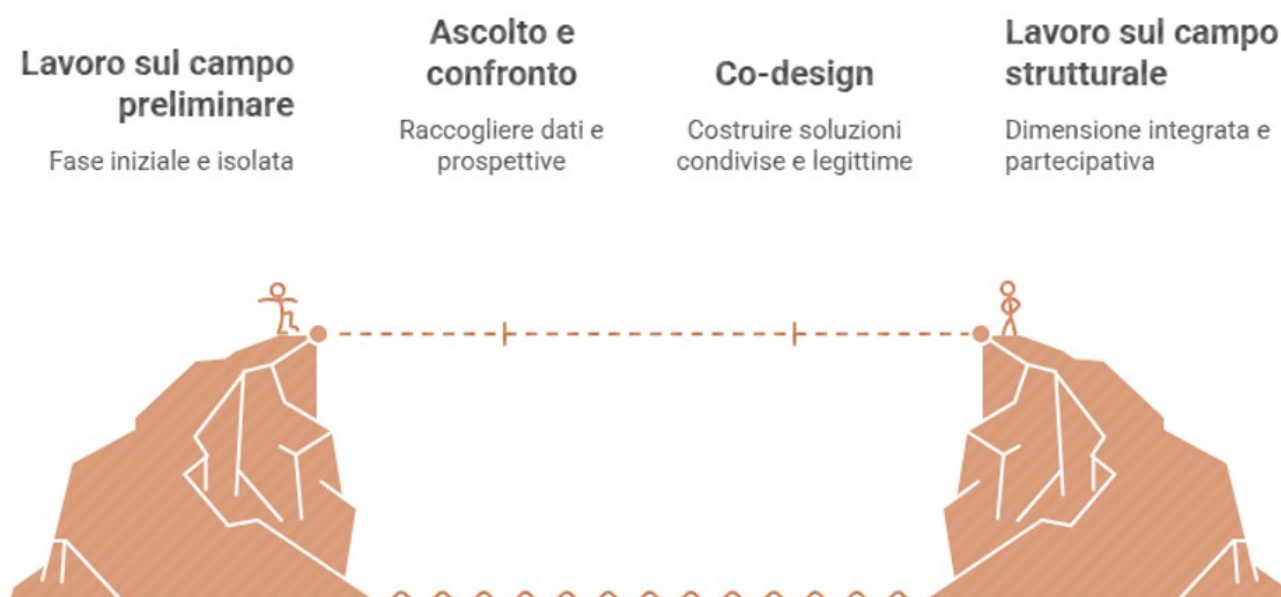 Lavoro sul campo
preliminare
Fase iniziale e isolata
Ascolto e
confronto
Raccogliere dati e
prospettive
Co-design
Costruire soluzioni
condivise e legittime
Lavoro sul campo
strutturale
Dimensione integrata e
partecipativa